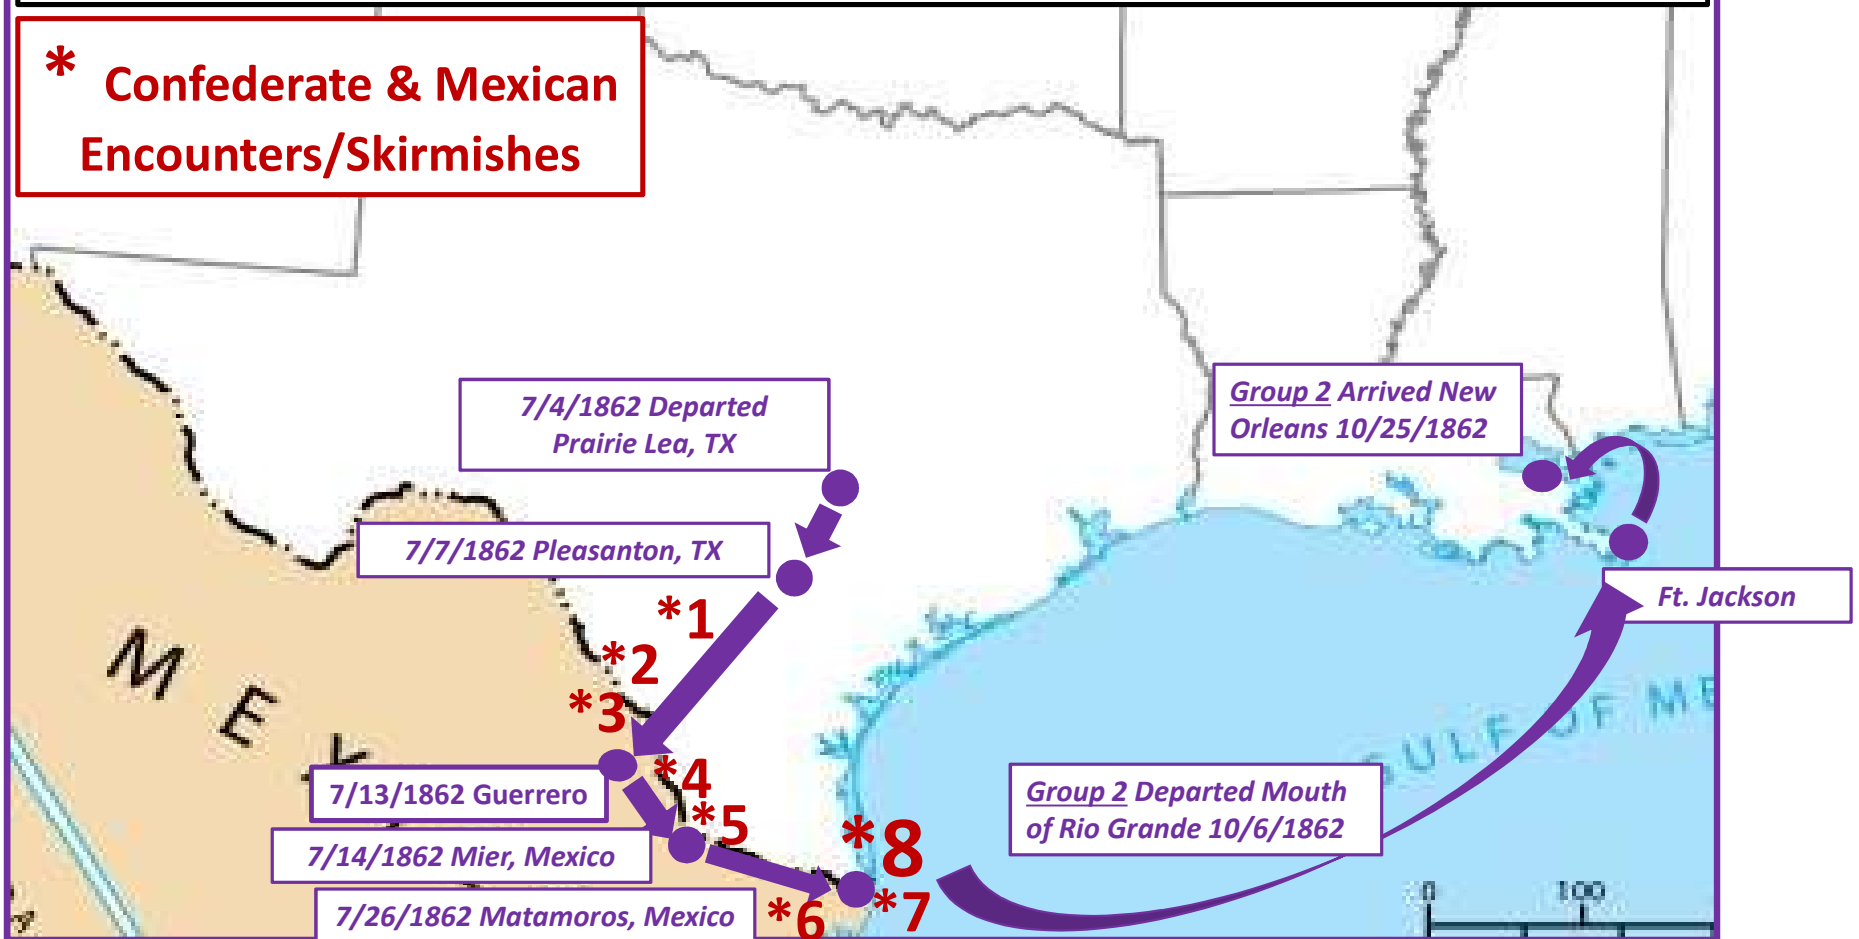 * Confederate & Mexican
Encounters/Skirmishes
7/4/1862 Departed
Prairie Lea, TX
Group 2 Arrived New
Orleans 10/25/1862
7/7/1862 Pleasanton, TX
Ft. Jackson
*1
*2
*3
M E X
GULF OF ME
*4
7/13/1862 Guerrero
*5
Group 2 Departed Mouth
of Rio Grande 10/6/1862
*8
7/14/1862 Mier, Mexico
7/26/1862 Matamoros, Mexico
*6
*7
0 100